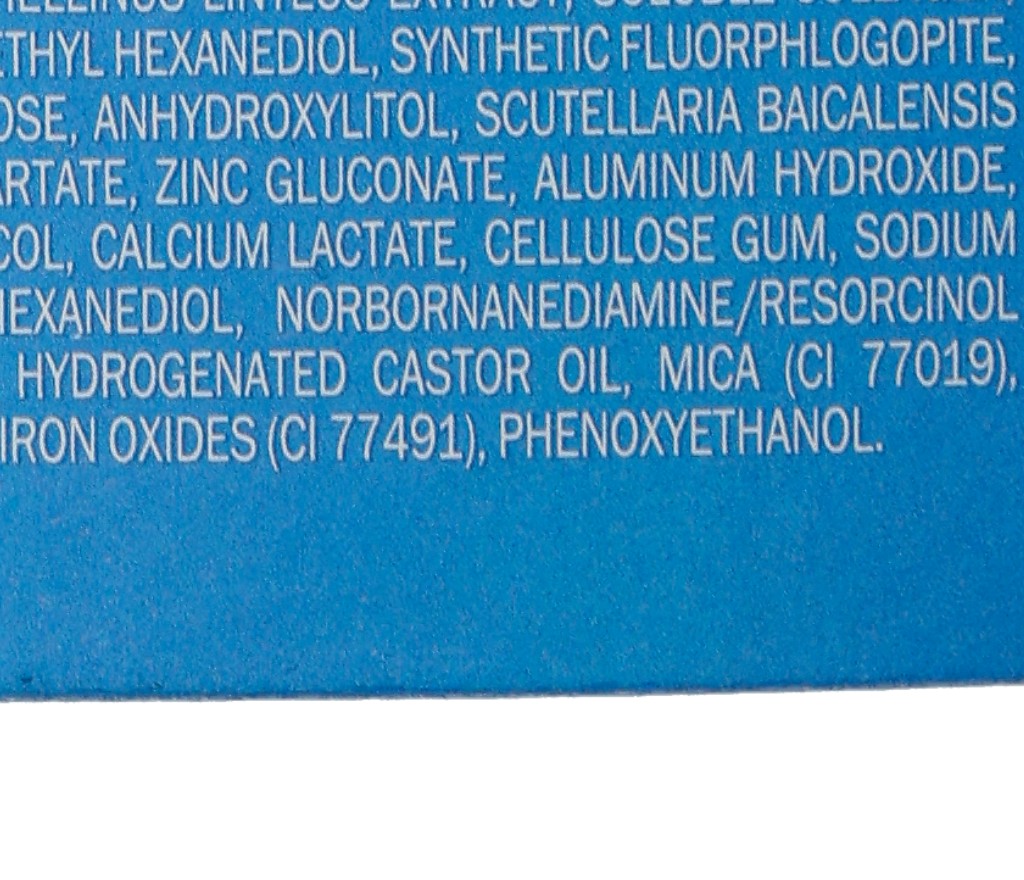 EXTRACT,
ETHYL HEXANEDIOL, SYNTHETIC FLUORPHLOGOPITE,
OSE, ANHYDROXYLITOL, SCUTELLARIA BAICALENSIS
ARTATE, ZINC GLUCONATE, ALUMINUM HYDROXIDE,
COL, CALCIUM LACTATE, CELLULOSE GUM, SODIUM
HEXANEDIOL, NORBORNANEDIAMINE/RESORCINOL
HYDROGENATED CASTOR OIL, MICA (CI 77019),
IRON OXIDES (CI 77491), PHENOXYETHANOL.